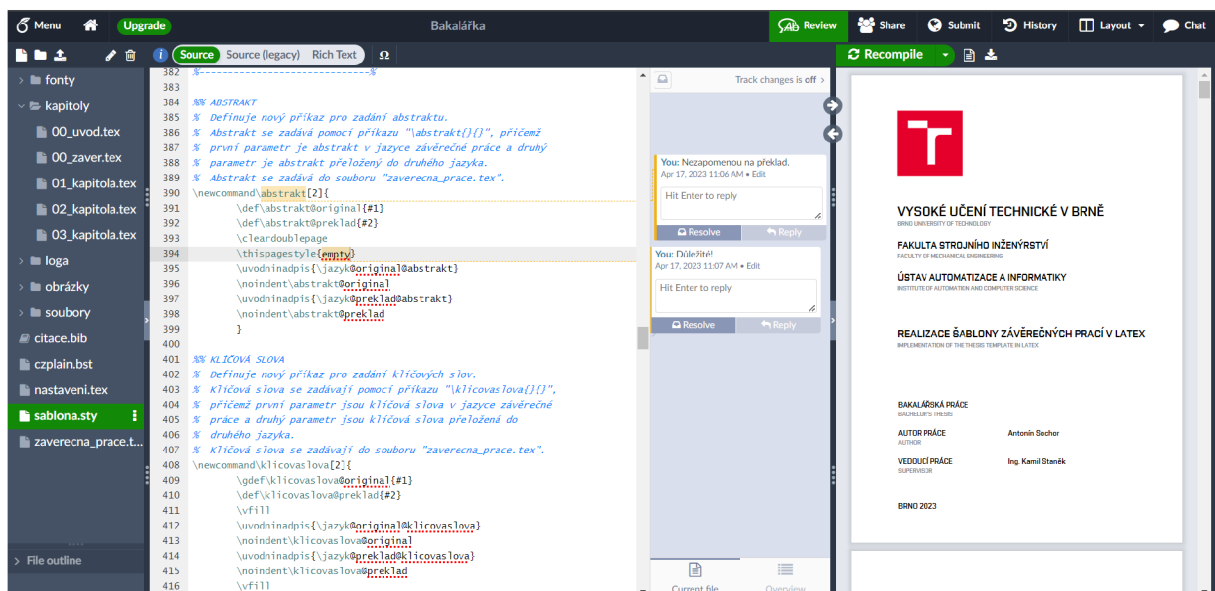 Menu
Upgrade
Bakalářka
Review
Share
Submit
History
Layout
Chat
Source
Source (legacy)
Rich Text
Ω
Recompile
fonty
kapitoly
00_uvod.tex
00_zaver.tex
01_kapitola.tex
02_kapitola.tex
03_kapitola.tex
loga
obrázky
soubory
citace.bib
czplain.bst
nastaveni.tex
sablona.sty
zaverecna_prace.t...
File outline
382 %------------------------------%
383
384 %% ABSTRAKT
385 % Definuje nový příkaz pro zadání abstraktu.
386 % Abstrakt se zadává pomocí příkazu "\abstrakt{}{}", přičemž
387 % první parametr je abstrakt v jazyce závěrečné práce a druhý
388 % parametr je abstrakt přeložený do druhého jazyka.
389 % Abstrakt se zadává do souboru "zaverecna_prace.tex".
390 \newcommand\abstrakt[2]{
391 \def\abstrakt@original{#1}
392 \def\abstrakt@preklad{#2}
393 \cleardoublepage
394 \thispagestyle{empty}
395 \uvodninadpis{\jazyk@original@abstrakt}
396 \noindent\abstrakt@original
397 \uvodninadpis{\jazyk@preklad@abstrakt}
398 \noindent\abstrakt@preklad
399 }
400
401 %% KLÍČOVÁ SLOVA
402 % Definuje nový příkaz pro zadání klíčových slov.
403 % Klíčová slova se zadávají pomocí příkazu "\klicovaslova{}{}",
404 % přičemž první parametr jsou klíčová slova v jazyce závěrečné
405 % práce a druhý parametr jsou klíčová slova přeložená do
406 % druhého jazyka.
407 % Klíčová slova se zadávají do souboru "zaverecna_prace.tex".
408 \newcommand\klicovaslova[2]{
409 \gdef\klicovaslova@original{#1}
410 \def\klicovaslova@preklad{#2}
411 \vfill
412 \uvodninadpis{\jazyk@original@klicovaslova}
413 \noindent\klicovaslova@original
414 \uvodninadpis{\jazyk@preklad@klicovaslova}
415 \noindent\klicovaslova@preklad
416 \vfill
Track changes is off
You: Nezapomenou na překlad.
Apr 17, 2023 11:06 AM • Edit
Hit Enter to reply
Resolve
Reply
You: Důležité!
Apr 17, 2023 11:07 AM • Edit
Hit Enter to reply
Resolve
Reply
Current file
Overview
VYSOKÉ UČENÍ TECHNICKÉ V BRNĚ
BRNO UNIVERSITY OF TECHNOLOGY
FAKULTA STROJNÍHO INŽENÝRSTVÍ
FACULTY OF MECHANICAL ENGINEERING
ÚSTAV AUTOMATIZACE A INFORMATIKY
INSTITUTE OF AUTOMATION AND COMPUTER SCIENCE
REALIZACE ŠABLONY ZÁVĚREČNÝCH PRACÍ V LATEX
IMPLEMENTATION OF THE THESIS TEMPLATE IN LATEX
BAKALÁŘSKÁ PRÁCE
BACHELOR'S THESIS
AUTOR PRÁCE
Antonín Sochor
AUTHOR
VEDOUCÍ PRÁCE
Ing. Kamil Staněk
SUPERVISOR
BRNO 2023